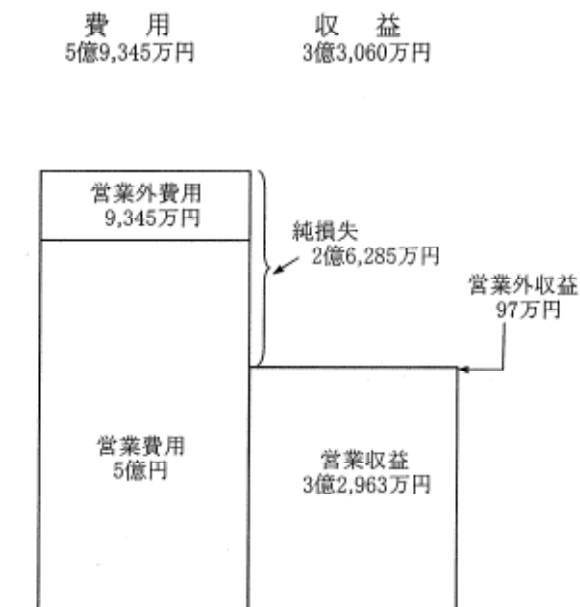 費　用
5億9,345万円
収　益
3億3,060万円
営業外費用
9,345万円
純損失
2億6,285万円
営業外収益
97万円
営業費用
5億円
営業収益
3億2,963万円